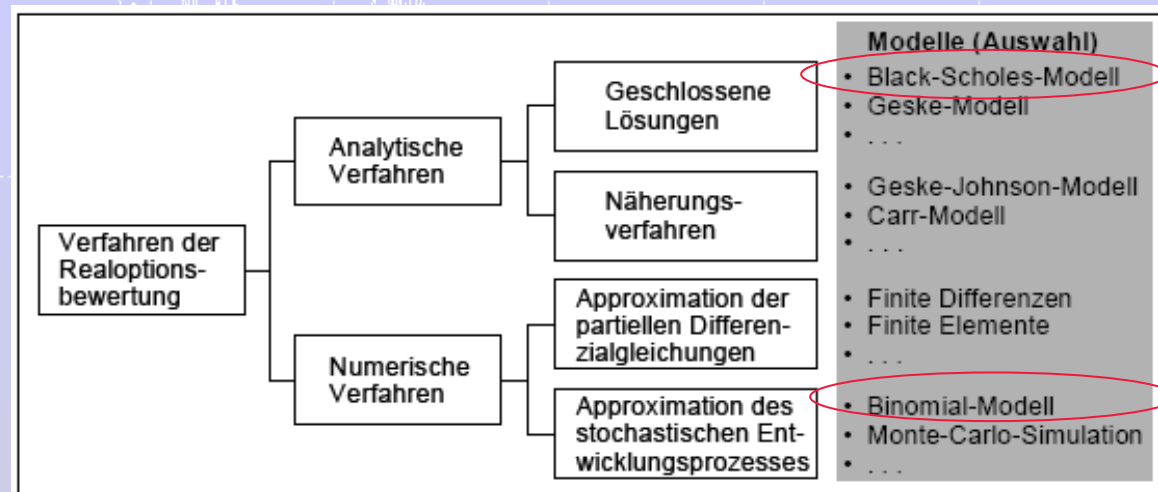 Verfahren der
Realoptions-
bewertung
Analytische
Verfahren
Numerische
Verfahren
Geschlossene
Lösungen
Näherungs-
verfahren
Approximation der
partiellen Differen-
zialgleichungen
Approximation des
stochastischen Ent-
wicklungsprozesses
Modelle (Auswahl)
• Black-Scholes-Modell
• Geske-Modell
• . . .
• Geske-Johnson-Modell
• Carr-Modell
• . . .
• Finite Differenzen
• Finite Elemente
• . . .
• Binomial-Modell
• Monte-Carlo-Simulation
• . . .